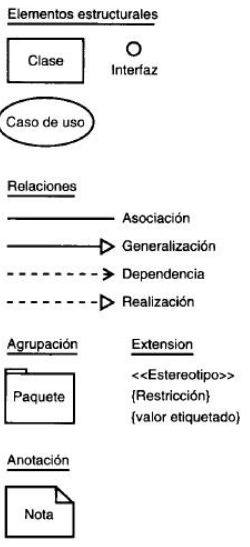 Elementos estructurales
Clase
Interfaz
Caso de uso
Relaciones
Asociación
Generalización
Dependencia
Realización
Agrupación
Paquete
Extension
<<Estereotipo>>
{Restricción}
{valor etiquetado}
Anotación
Nota